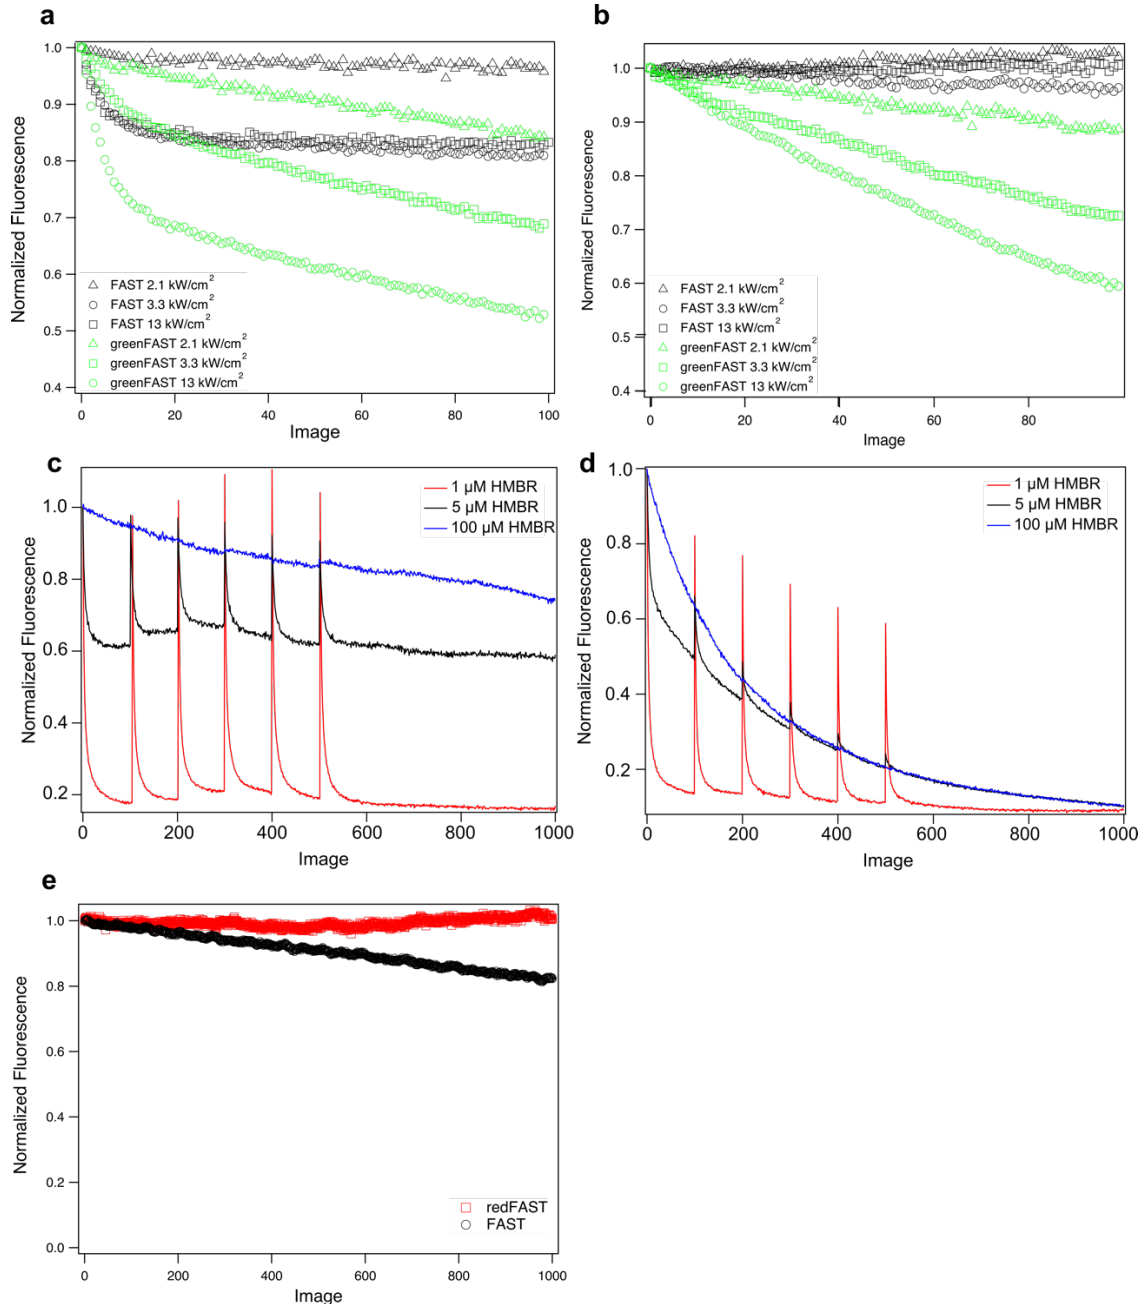 a
Normalized Fluorescence
1.0
0.9
0.8
0.7
0.6
0.5
0.4
FAST 2.1 kW/cm²
FAST 3.3 kW/cm²
FAST 13 kW/cm²
greenFAST 2.1 kW/cm²
greenFAST 3.3 kW/cm²
greenFAST 13 kW/cm²
0 20 40 60 80 100
Image
b
Normalized Fluorescence
1.0
0.9
0.8
0.7
0.6
0.5
0.4
FAST 2.1 kW/cm²
FAST 3.3 kW/cm²
FAST 13 kW/cm²
greenFAST 2.1 kW/cm²
greenFAST 3.3 kW/cm²
greenFAST 13 kW/cm²
0 20 40 60 80
Image
c
Normalized Fluorescence
1.0
0.8
0.6
0.4
0.2
1 µM HMBR
5 µM HMBR
100 µM HMBR
0 200 400 600 800 1000
Image
d
Normalized Fluorescence
1.0
0.8
0.6
0.4
0.2
1 µM HMBR
5 µM HMBR
100 µM HMBR
0 200 400 600 800 1000
Image
e
Normalized Fluorescence
1.0
0.8
0.6
0.4
0.2
0.0
redFAST
FAST
0 200 400 600 800 1000
Image